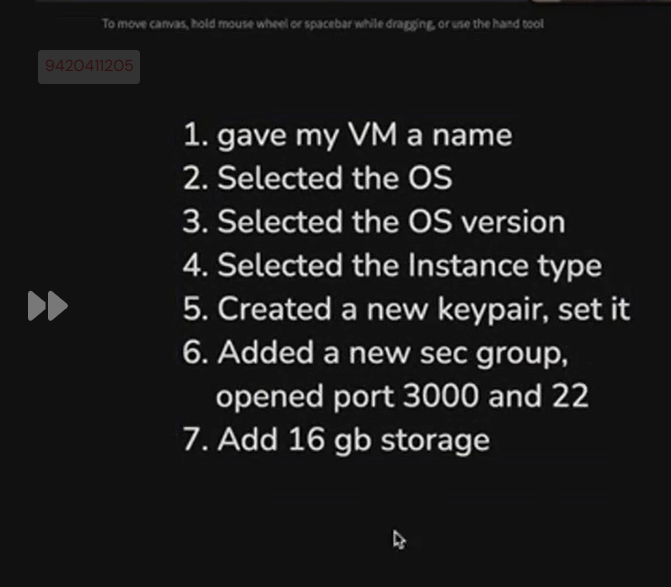 To move canvas, hold mouse wheel or spacebar while dragging, or use the hand tool
9420411205
1. gave my VM a name
2. Selected the OS
3. Selected the OS version
4. Selected the Instance type
5. Created a new keypair, set it
6. Added a new sec group,
opened port 3000 and 22
7. Add 16 gb storage